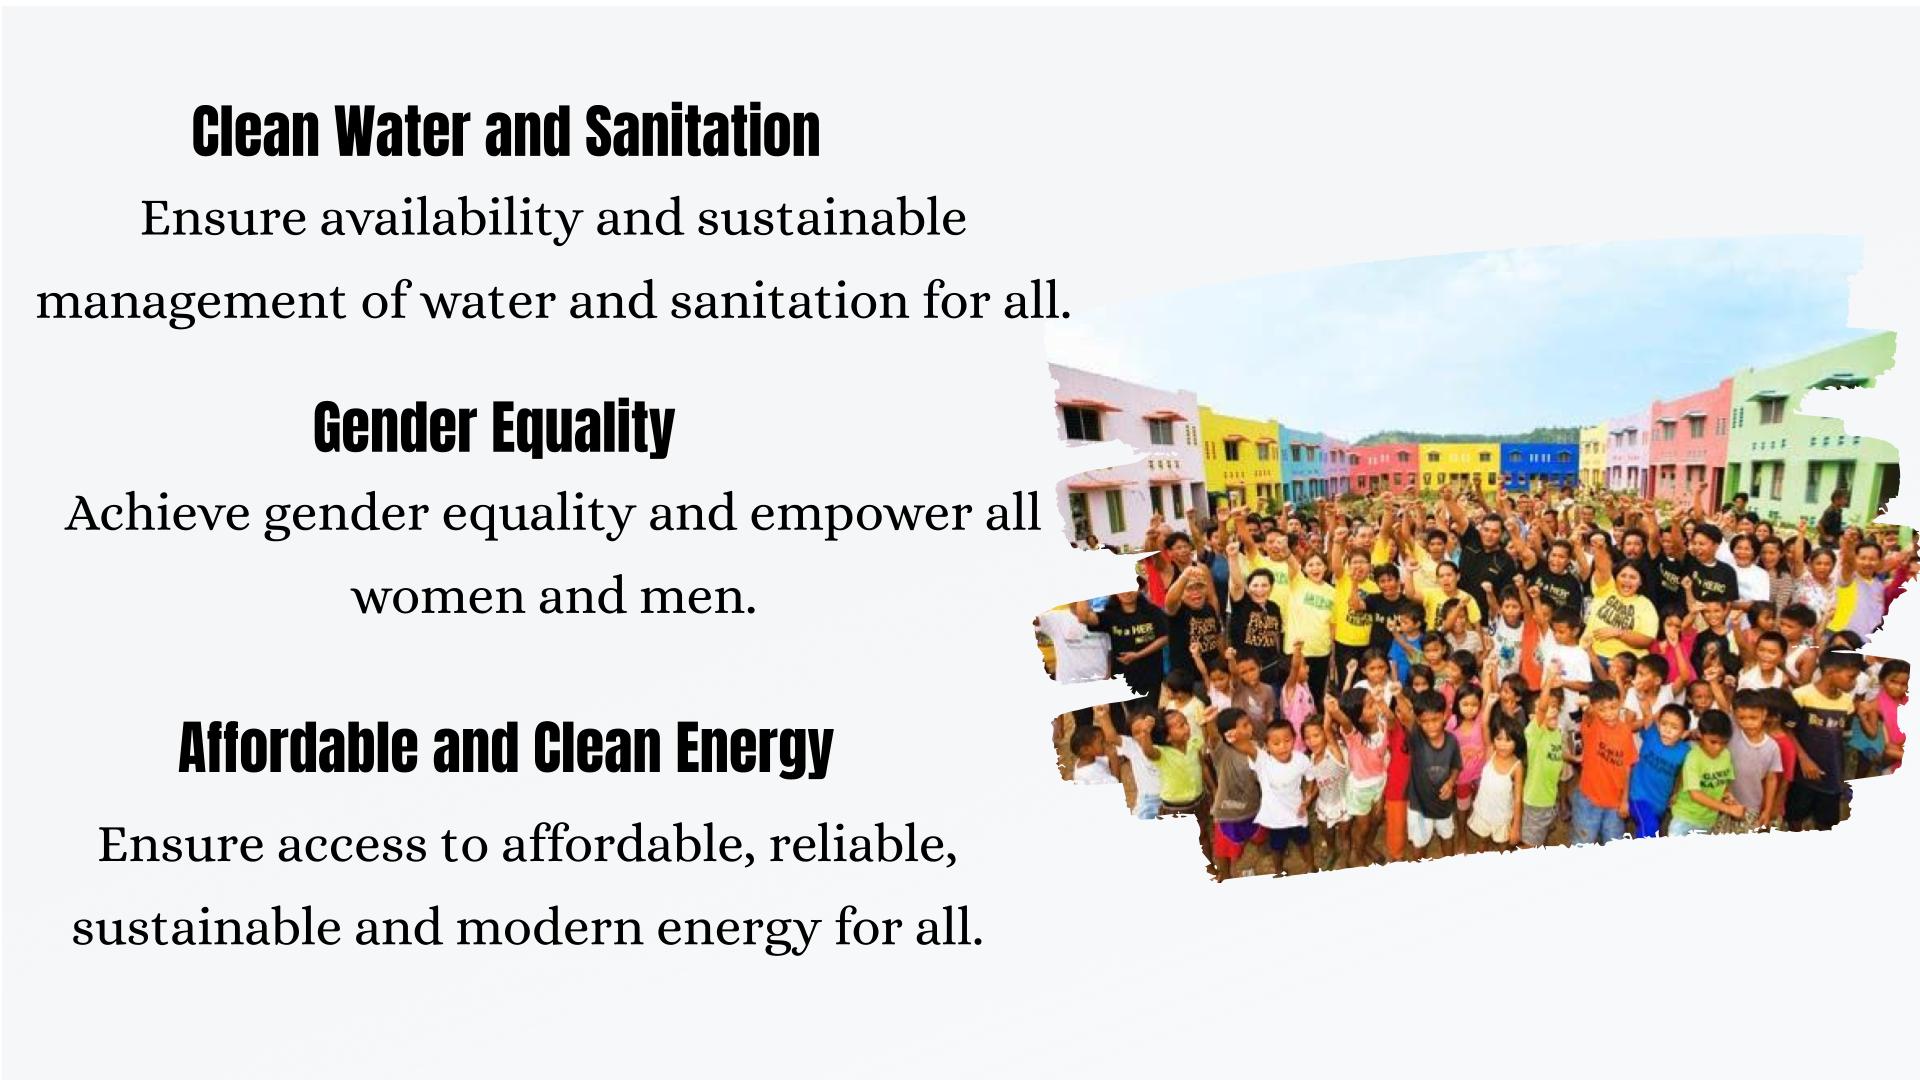 Clean Water and Sanitation
Ensure availability and sustainable
management of water and sanitation for all.
Gender Equality
Achieve gender equality and empower all
women and men.
Affordable and Clean Energy
Ensure access to affordable, reliable,
sustainable and modern energy for all.